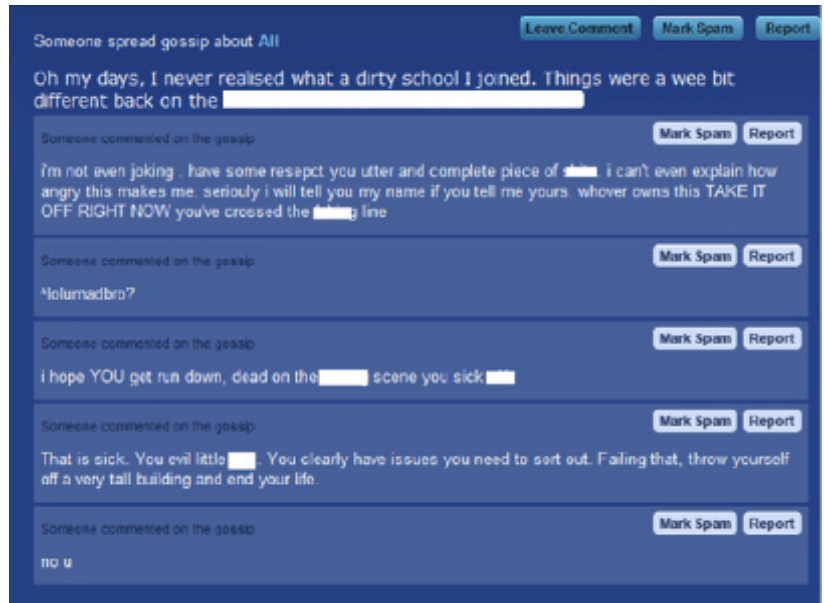 Leave Comment Mark Spam Report
Someone spread gossip about All
Oh my days, I never realised what a dirty school I joined. Things were a wee bit
different back on the
Mark Spam Report
Someone commented on the gossip
i'm not even joking . have some resepct you utter and complete piece of i can't even explain how
angry this makes me. seriouly i will tell you my name if you tell me yours. whover owns this TAKE IT
OFF RIGHT NOW you've crossed the line
Mark Spam Report
Someone commented on the gossip
^lolumadbro?
Mark Spam Report
Someone commented on the gossip
i hope YOU get run down, dead on the scene you sick
Mark Spam Report
Someone commented on the gossip
That is sick. You evil little . You clearly have issues you need to sort out. Failing that, throw yourself
off a very tall building and end your life.
Mark Spam Report
Someone commented on the gossip
no u